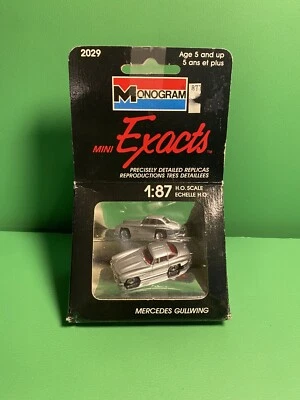 2029
Age 5 and up
5 ans et plus
MONOGRAM
MINI Exacts
PRECISELY DETAILED REPLICAS
REPRODUCTIONS TRES DETAILLEES
1:87 H.O. SCALE
ECHELLE H.O.
MERCEDES GULLWING